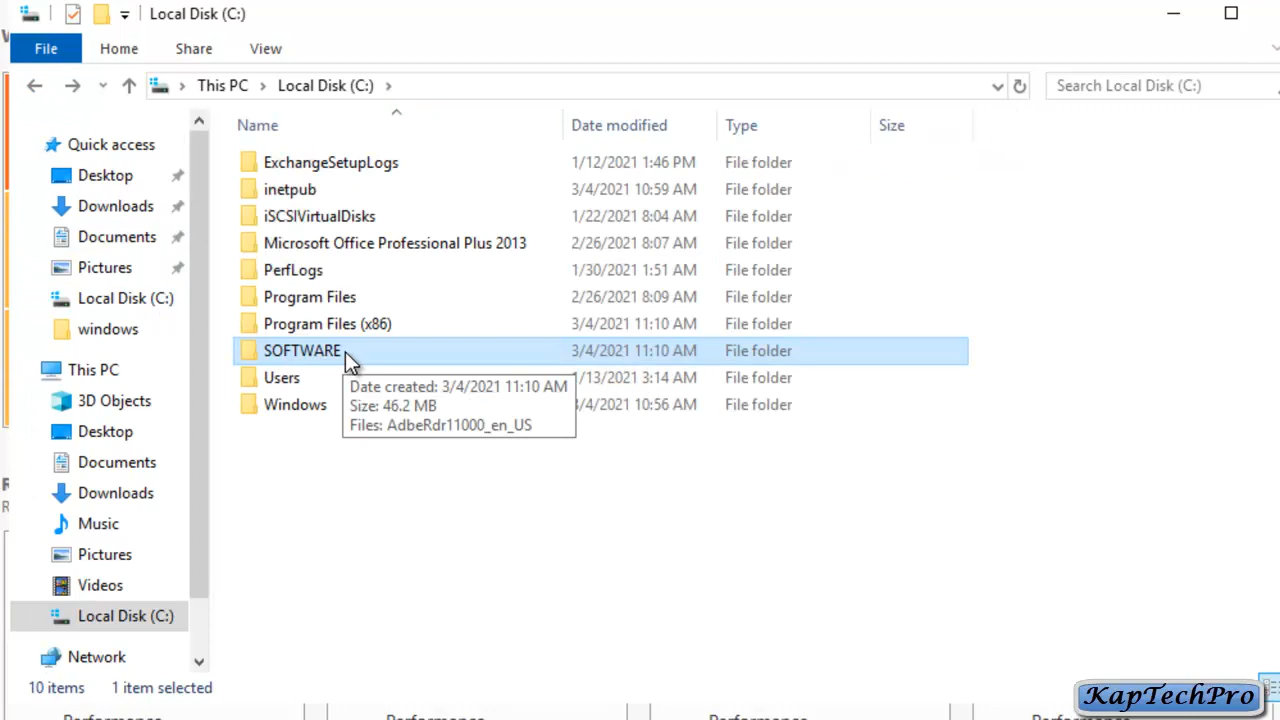 Local Disk (C:)
File Home Share View
This PC Local Disk (C:) Search Local Disk (C:)
Name Date modified Type Size
Quick access
Desktop
Downloads
Documents
Pictures
Local Disk (C:)
windows
This PC
3D Objects
Desktop
Documents
Downloads
Music
Pictures
Videos
Local Disk (C:)
Network
ExchangeSetupLogs 1/12/2021 1:46 PM File folder
inetpub 3/4/2021 10:59 AM File folder
iSCSIVirtualDisks 1/22/2021 8:04 AM File folder
Microsoft Office Professional Plus 2013 2/26/2021 8:07 AM File folder
PerfLogs 1/30/2021 1:51 AM File folder
Program Files 2/26/2021 8:09 AM File folder
Program Files (x86) 3/4/2021 11:10 AM File folder
SOFTWARE 3/4/2021 11:10 AM File folder
Users 1/13/2021 3:14 AM File folder
Windows 3/4/2021 10:56 AM File folder
Date created: 3/4/2021 11:10 AM
Size: 46.2 MB
Files: AdbeRdr11000_en_US
10 items 1 item selected
KapTechPro
Performance Performance Performance Performance